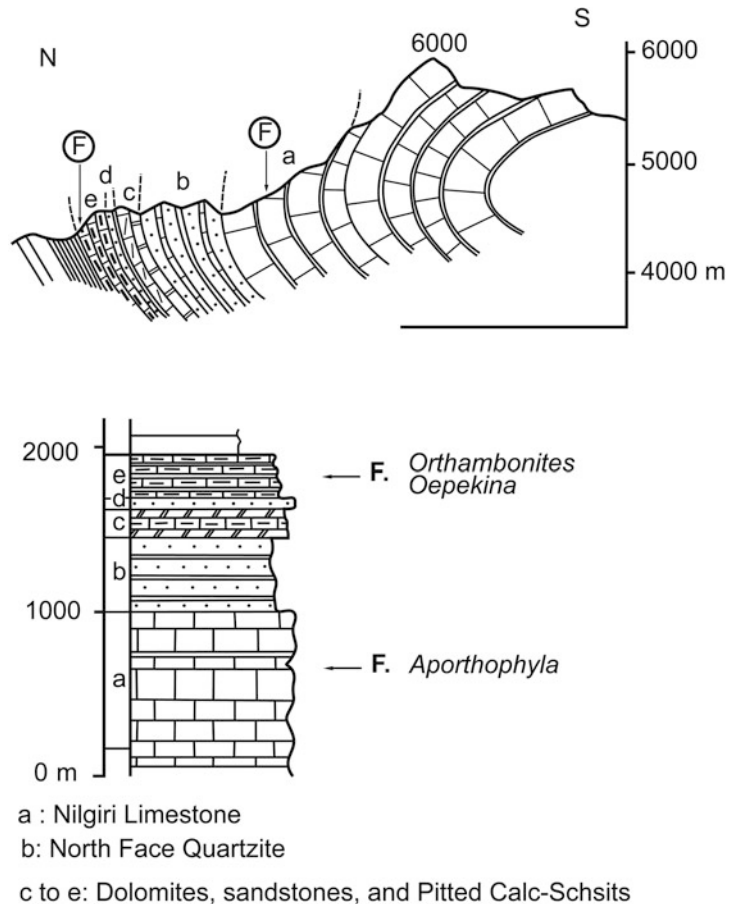 S
N
6000
6000
F
F
a
d
b
e
c
5000
4000 m
2000
e
F. Orthambonites
Oepekina
d
c
b
1000
a
F. Aporthophyla
0 m
a : Nilgiri Limestone
b: North Face Quartzite
c to e: Dolomites, sandstones, and Pitted Calc-Schsits